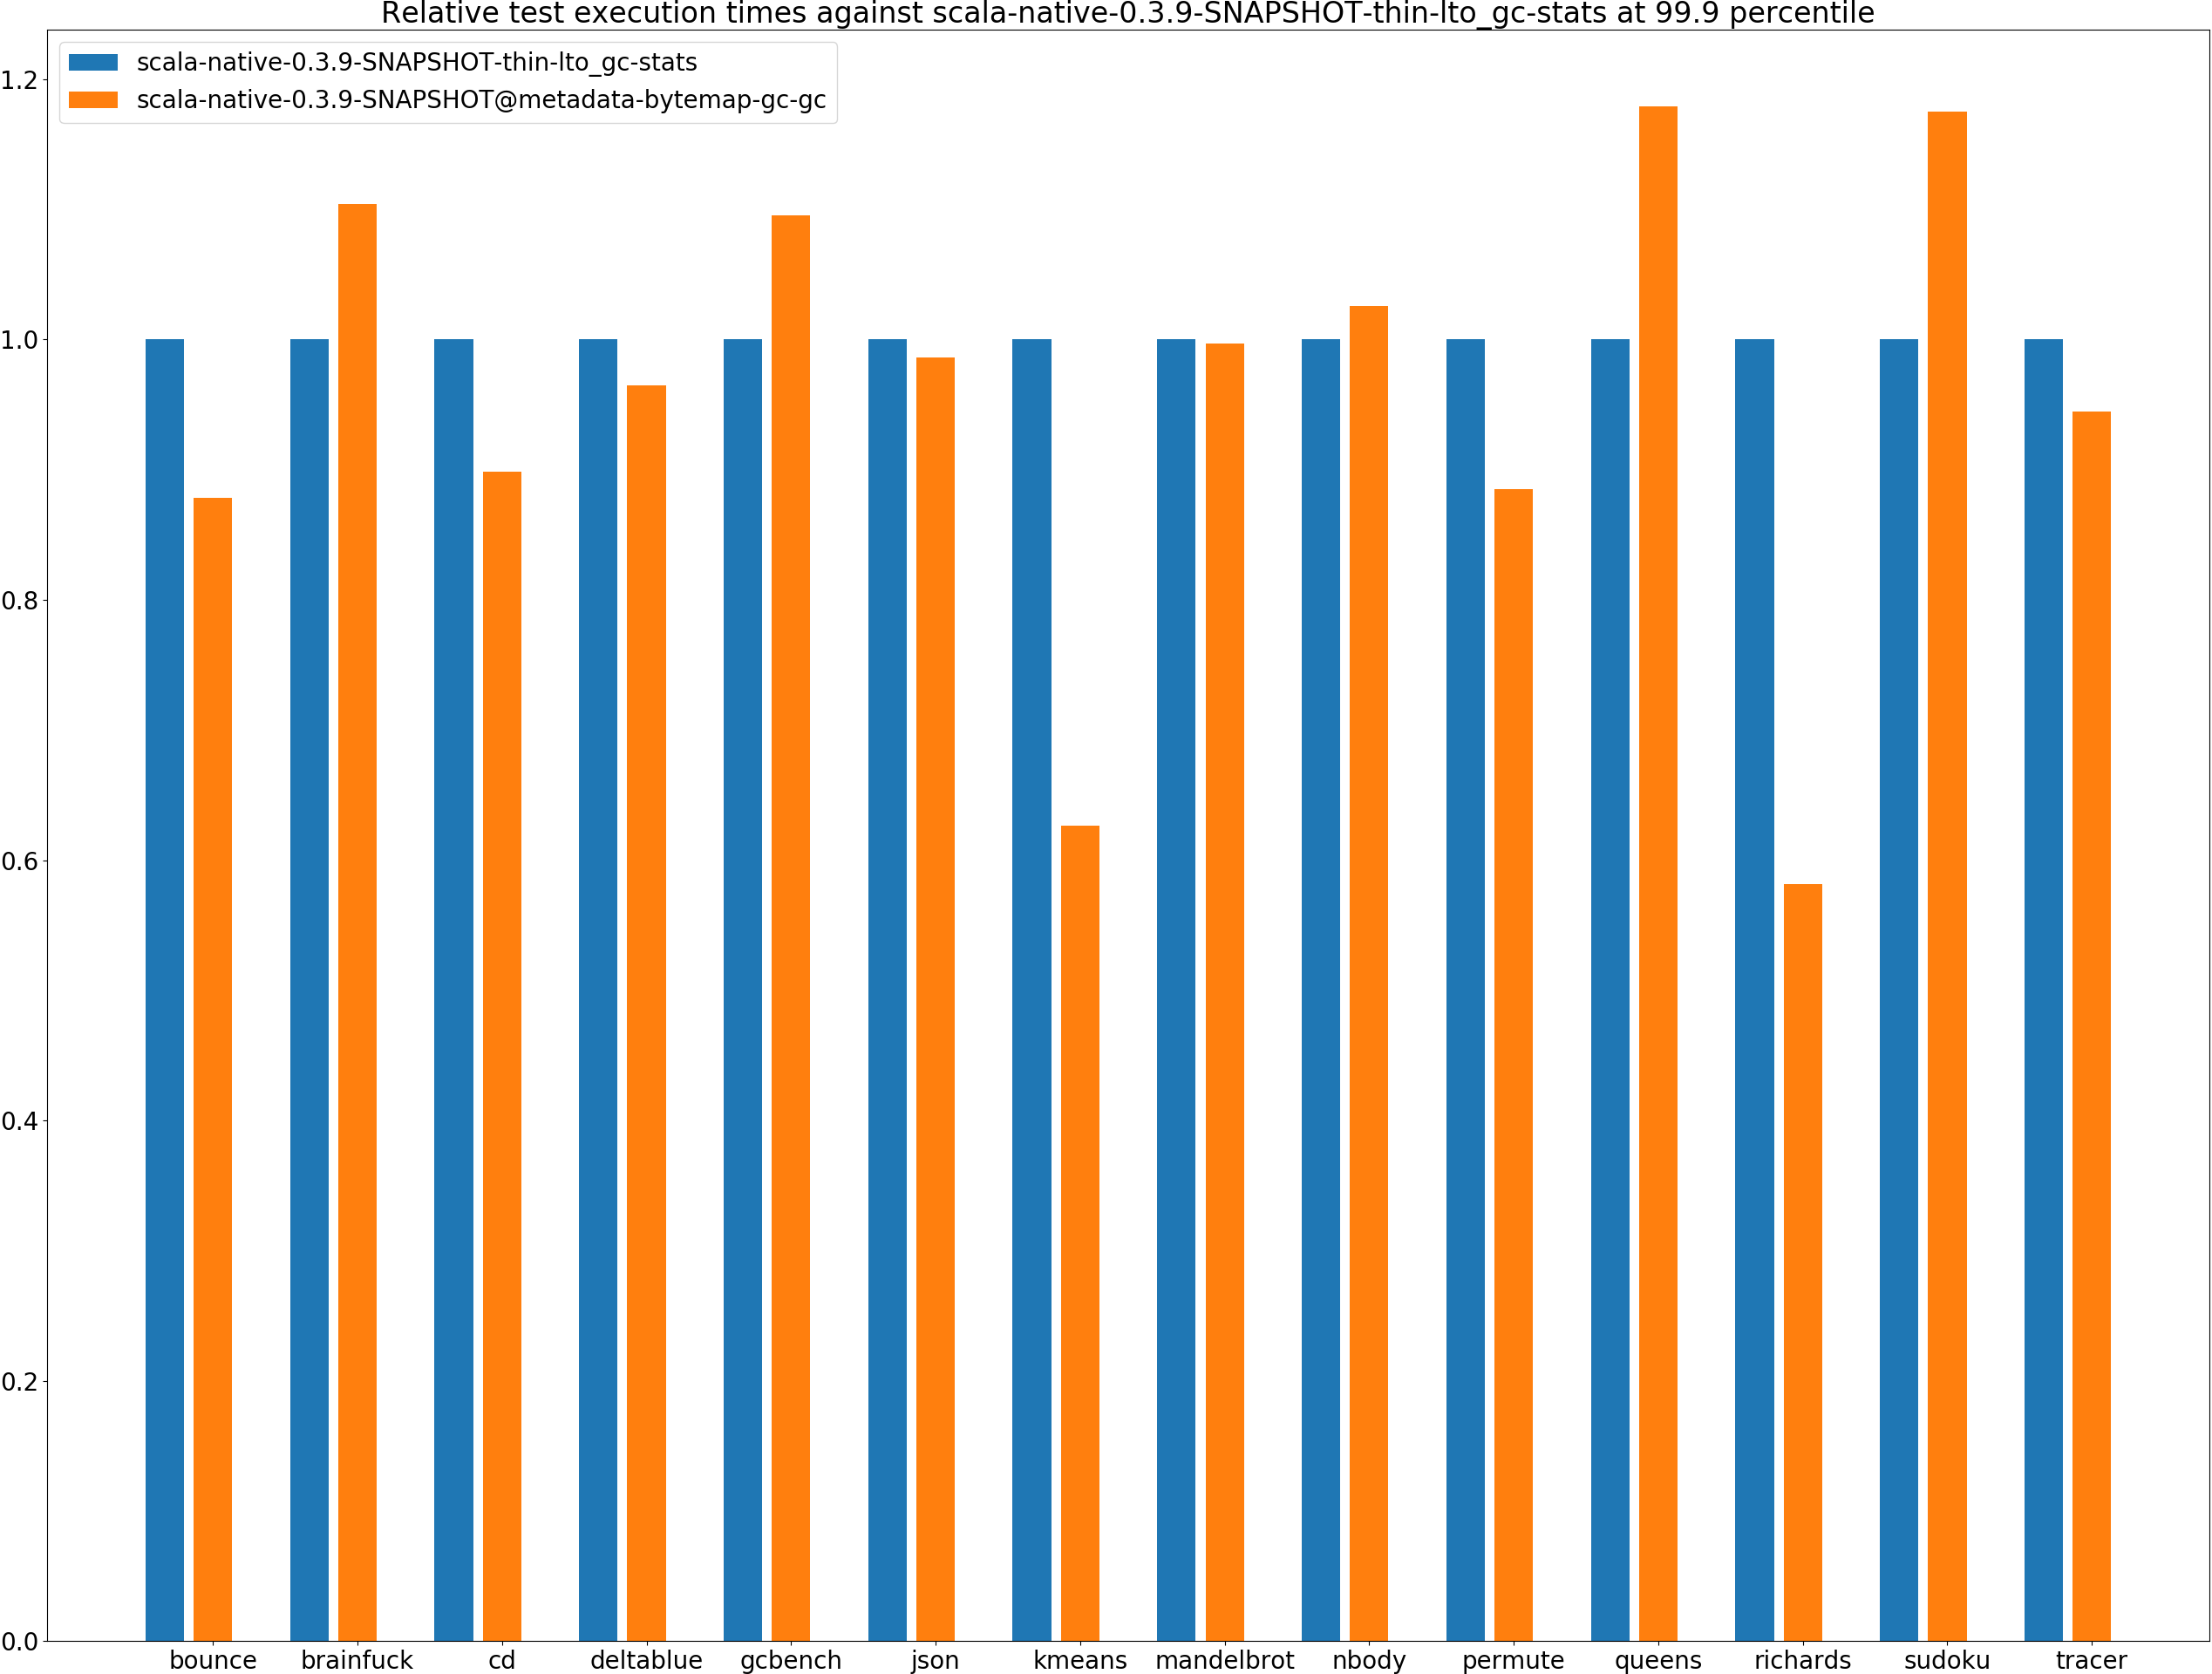 Relative test execution times against scala-native-0.3.9-SNAPSHOT-thin-lto_gc-stats at 99.9 percentile
scala-native-0.3.9-SNAPSHOT-thin-lto_gc-stats
scala-native-0.3.9-SNAPSHOT@metadata-bytemap-gc-gc
1.2
1.0
0.8
0.6
0.4
0.2
0.0
bounce brainfuck cd deltablue gcbench json kmeans mandelbrot nbody permute queens richards sudoku tracer